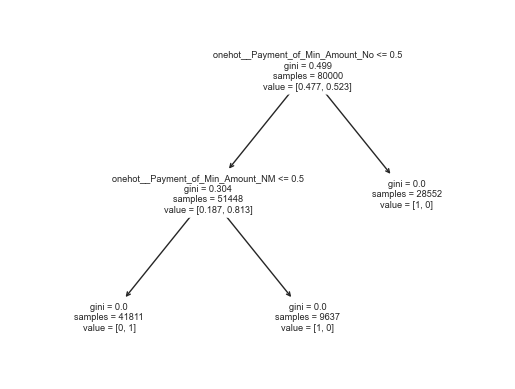 onehot__Payment_of_Min_Amount_No <= 0.5
gini = 0.499
samples = 80000
value = [0.477, 0.523]
onehot__Payment_of_Min_Amount_NM <= 0.5
gini = 0.304
samples = 51448
value = [0.187, 0.813]
gini = 0.0
samples = 28552
value = [1, 0]
gini = 0.0
samples = 41811
value = [0, 1]
gini = 0.0
samples = 9637
value = [1, 0]